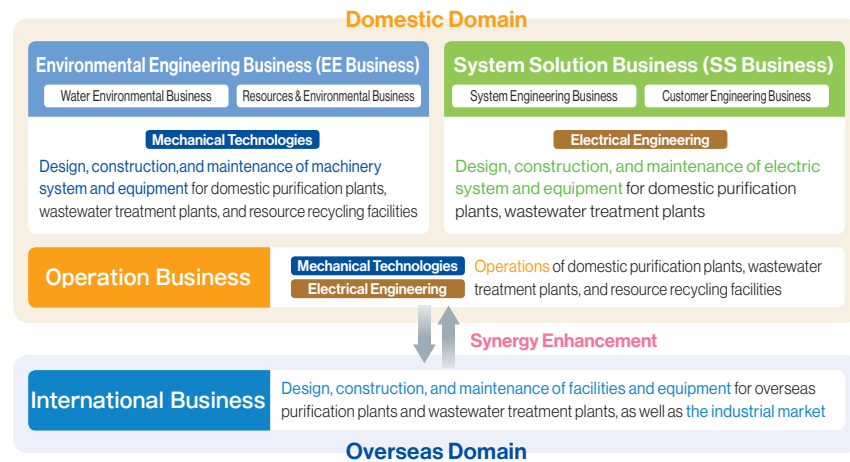 Domestic Domain
Environmental Engineering Business (EE Business)
Water Environmental Business
Resources & Environmental Business
Mechanical Technologies
Design, construction,and maintenance of machinery
system and equipment for domestic purification plants,
wastewater treatment plants, and resource recycling facilities
System Solution Business (SS Business)
System Engineering Business
Customer Engineering Business
Electrical Engineering
Design, construction, and maintenance of electric
system and equipment for domestic purification
plants, wastewater treatment plants
Operation Business
Mechanical Technologies
Electrical Engineering
Operations of domestic purification plants, wastewater
treatment plants, and resource recycling facilities
Synergy Enhancement
International Business
Design, construction, and maintenance of facilities and equipment for overseas
purification plants and wastewater treatment plants, as well as the industrial market
Overseas Domain